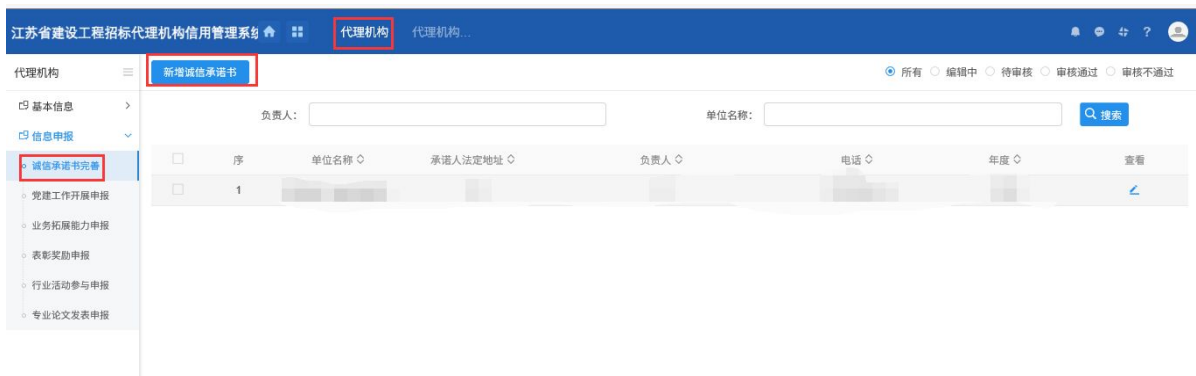 江苏省建设工程招标代理机构信用管理系统 代理机构 代理机构...
代理机构 新增诚信承诺书 所有 编辑中 待审核 审核通过 审核不通过
基本信息
信息申报
诚信承诺书完善
党建工作开展申报
业务拓展能力申报
表彰奖励申报
行业活动参与申报
专业论文发表申报
负责人: 单位名称: 搜索
序 单位名称 承诺人法定地址 负责人 电话 年度 查看
1